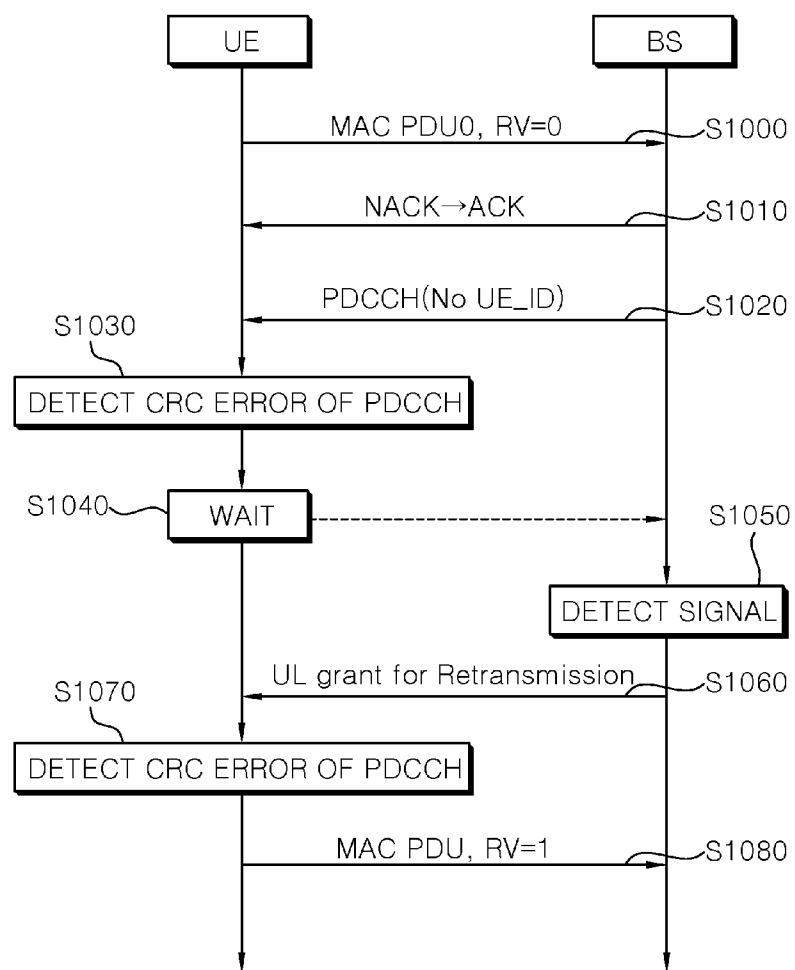 UE
BS
MAC PDU0, RV=0
S1000
NACK→ACK
S1010
PDCCH(No UE_ID)
S1020
S1030
DETECT CRC ERROR OF PDCCH
S1040
WAIT
S1050
DETECT SIGNAL
UL grant for Retransmission
S1060
S1070
DETECT CRC ERROR OF PDCCH
MAC PDU, RV=1
S1080